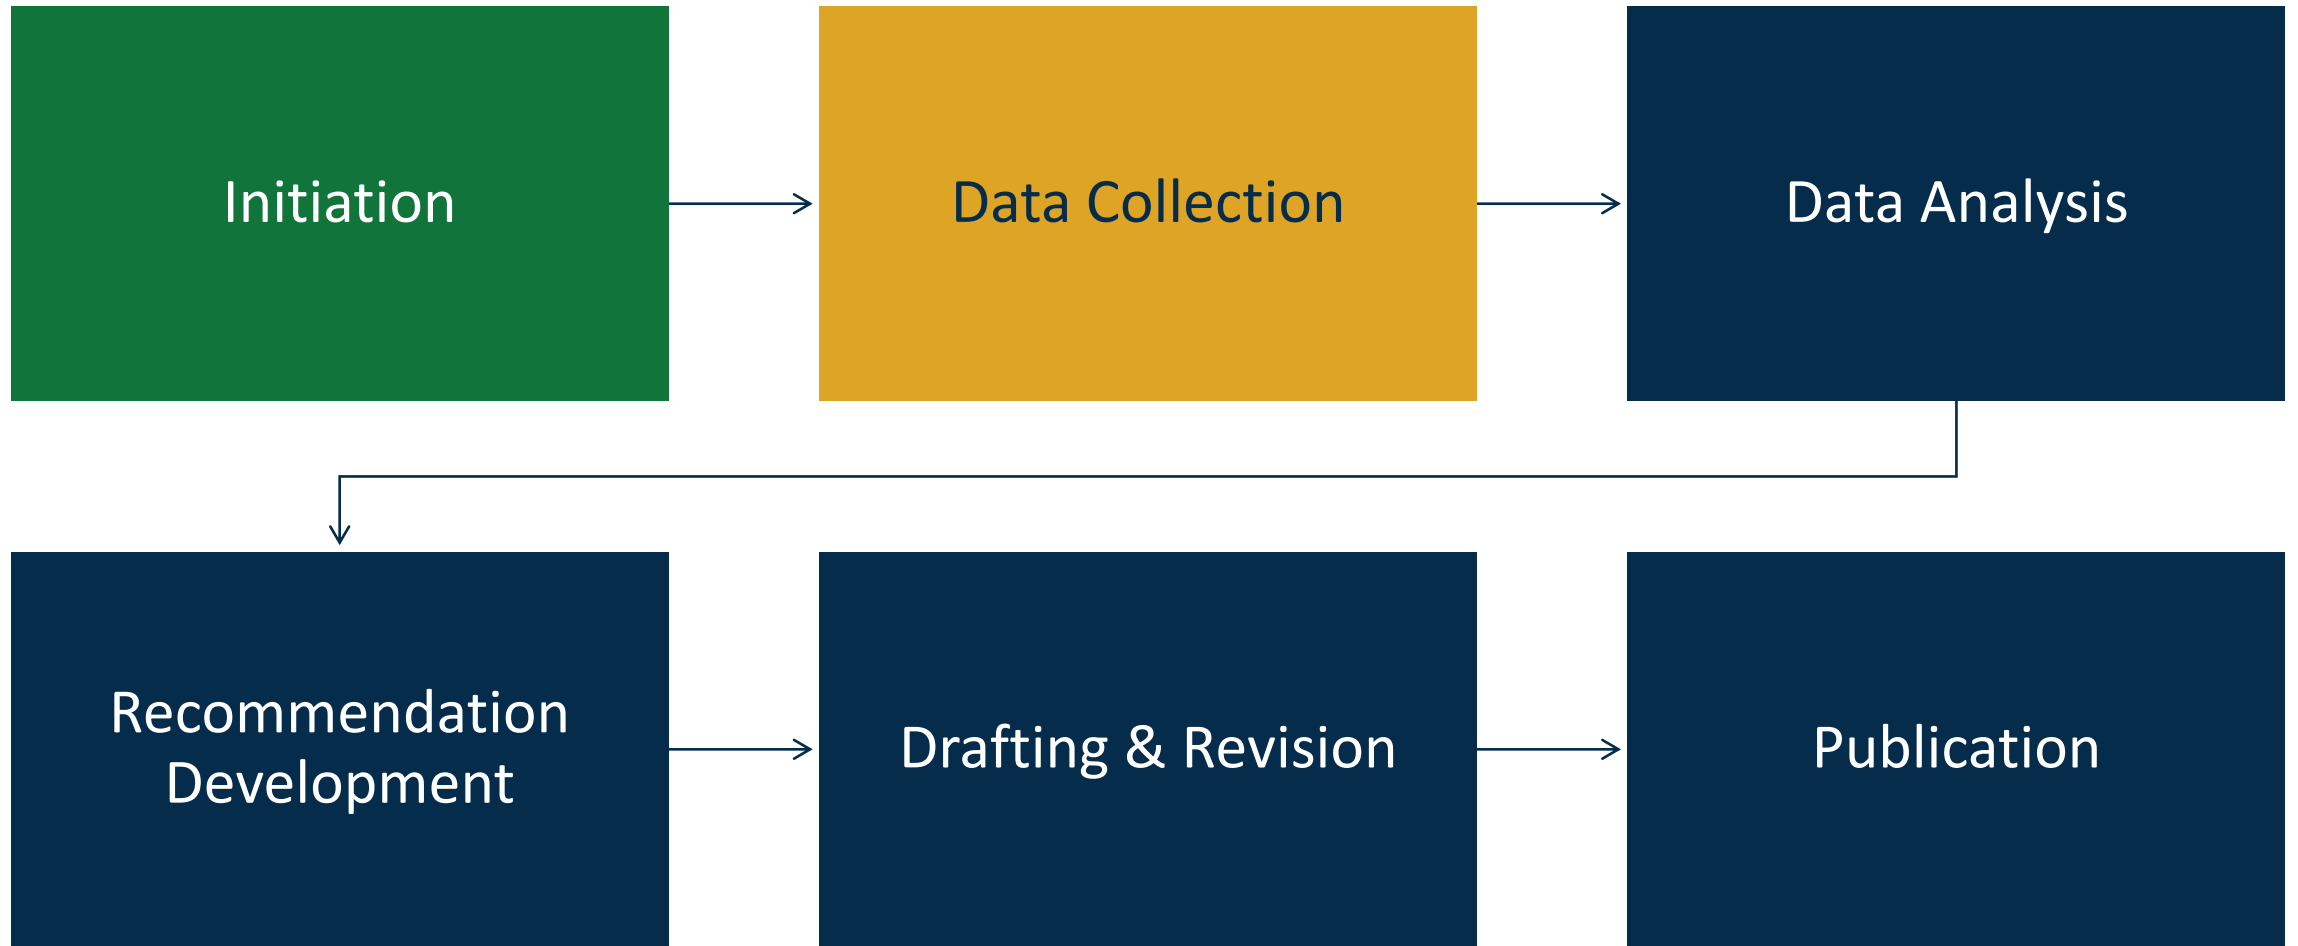 Initiation
Data Collection
Data Analysis
Recommendation
Development
Drafting & Revision
Publication